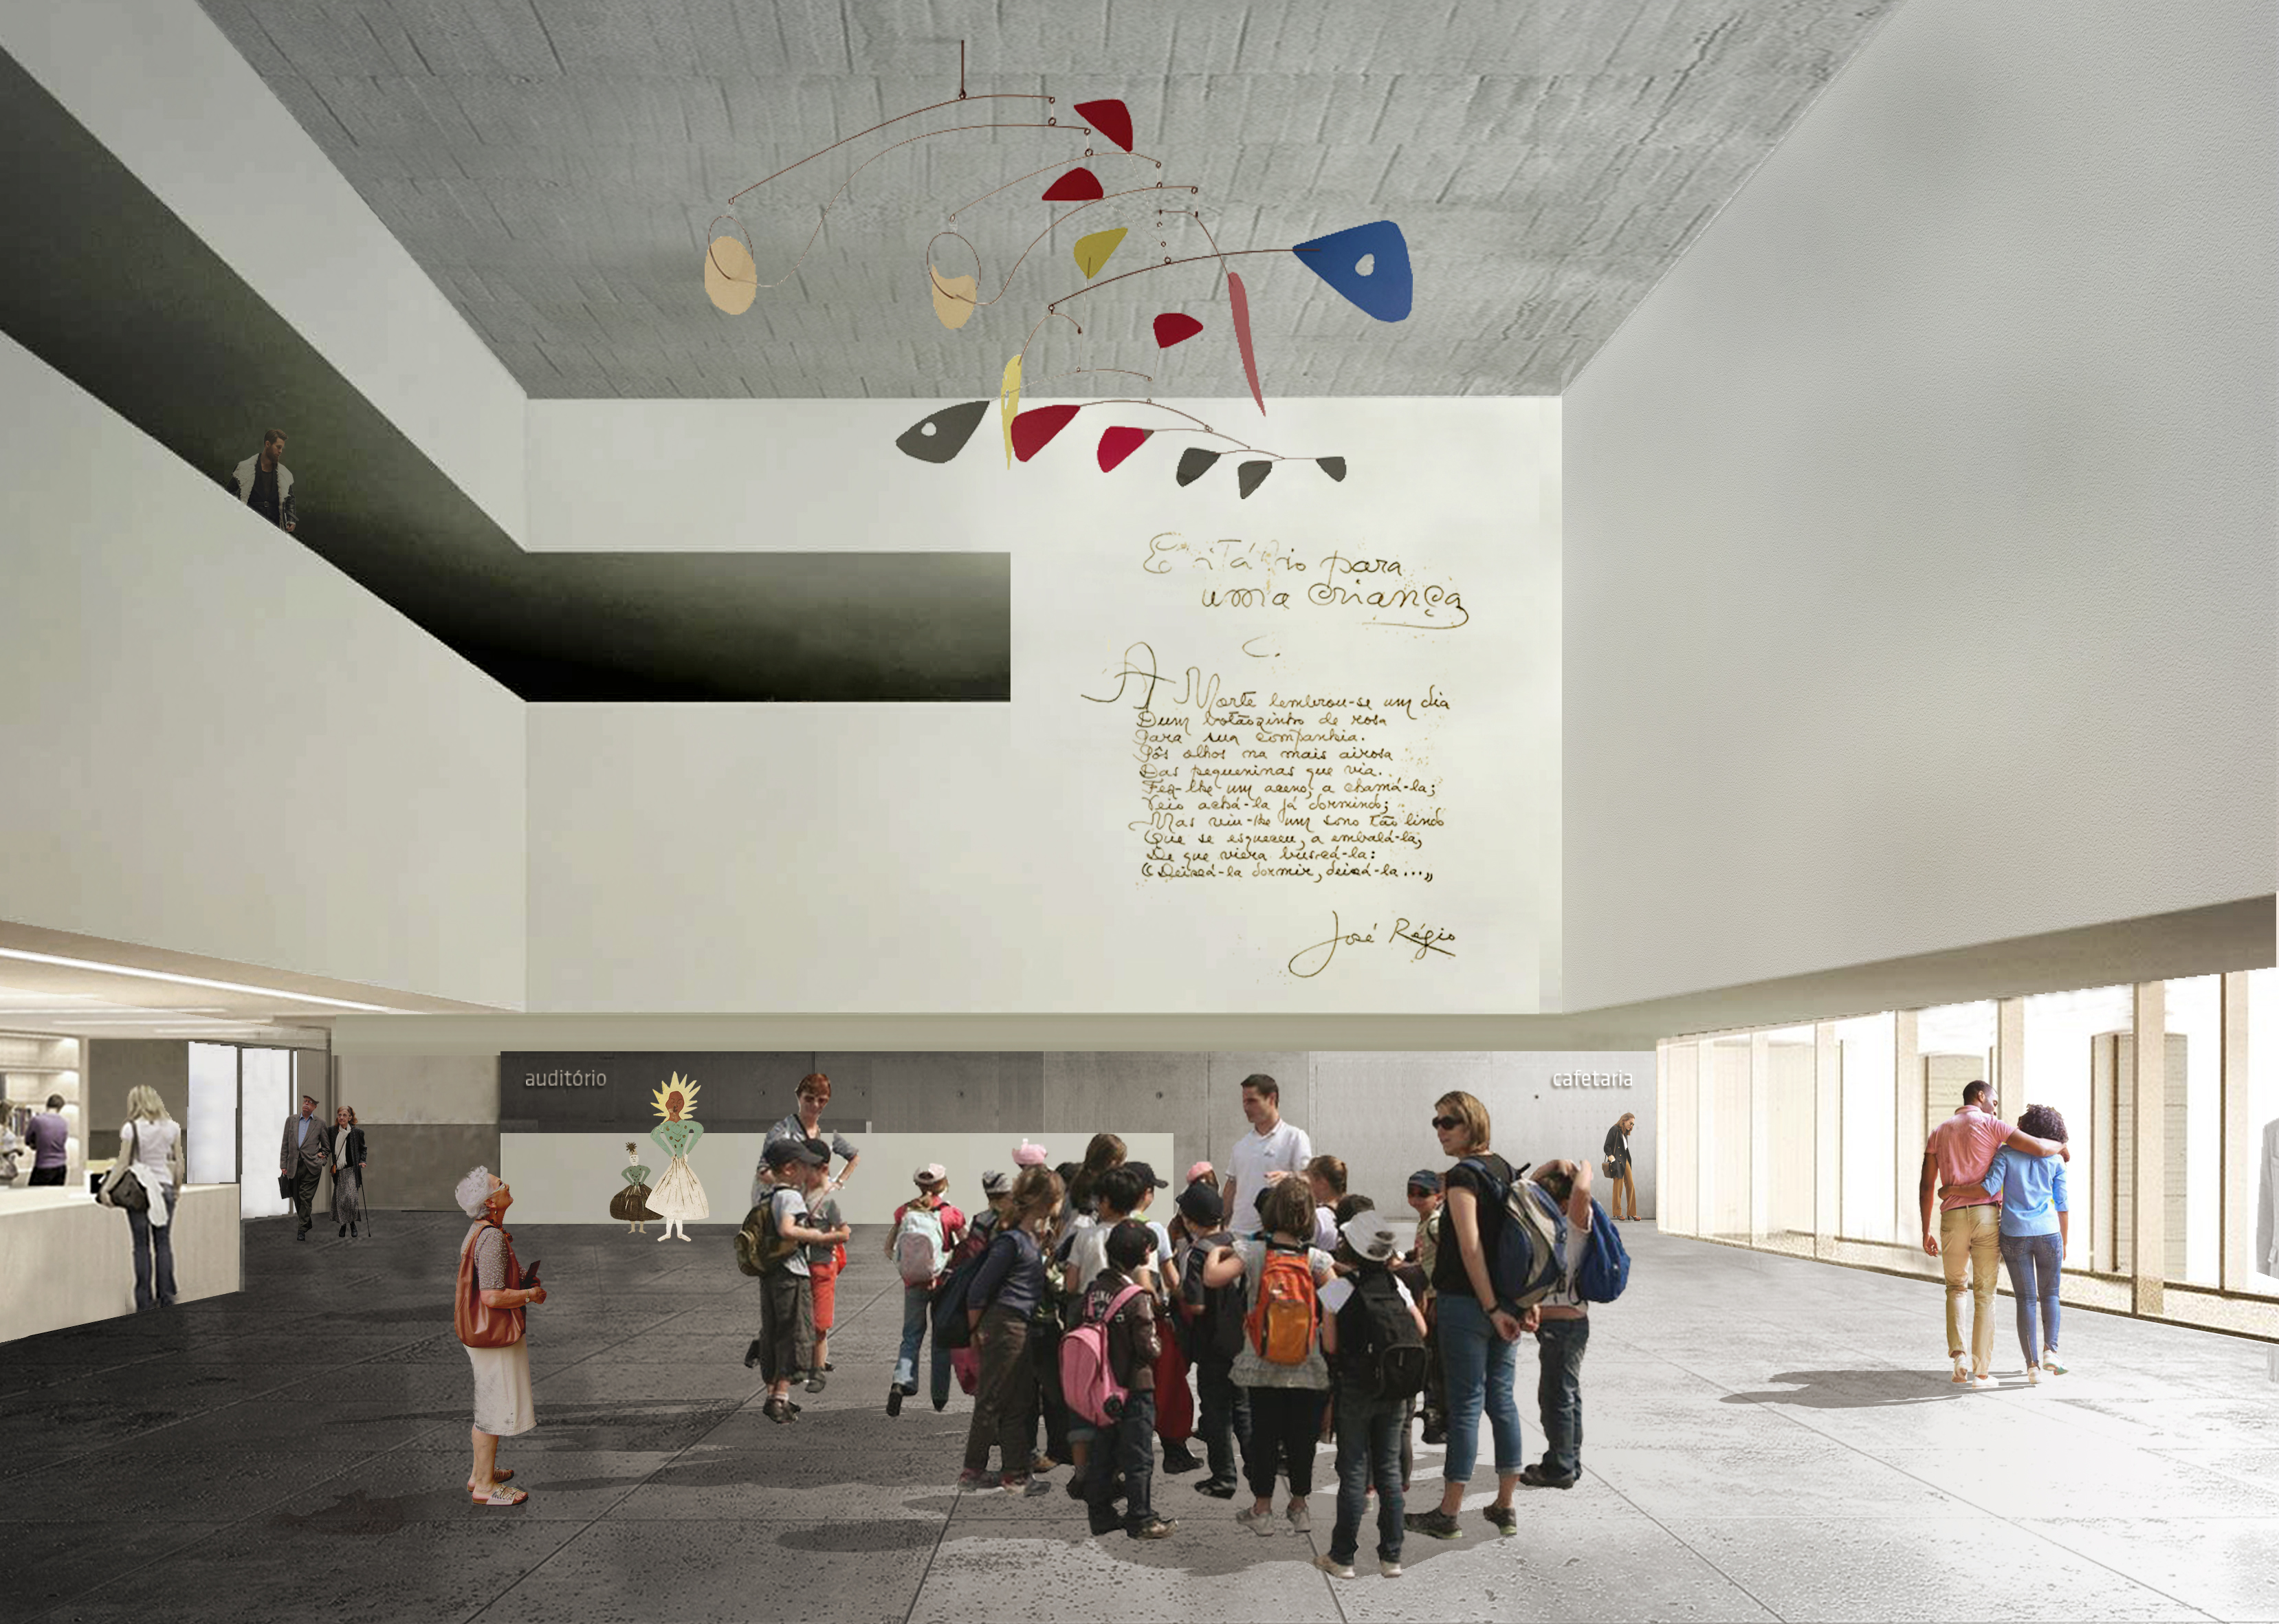 Epitáfio para
uma criança
A Morte lembrou-se um dia
Dum botãozinho de rosa
Para sua companhia.
Pôs olhos na mais airosa
Das pequeninas que via.
Fez-lhe um aceno, a chamá-la;
Veio achá-la já dormindo;
Mas viu-lhe um sono tão lindo
Que se esqueceu, a embalá-la,
De que viera buscá-la:
«Deixá-la dormir, deixá-la...»
José Régio
auditório
cafetaria